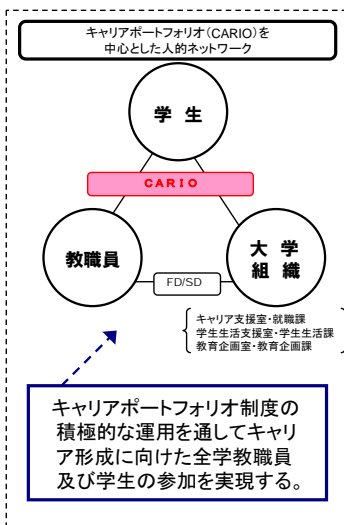 キャリアポートフォリオ(CARIO)を
中心とした人的ネットワーク
学 生
CARIO
教職員
大 学
組 織
FD/SD
キャリア支援室・就職課
学生生活支援室・学生生活課
教育企画室・教育企画課
キャリアポートフォリオ制度の
積極的な運用を通してキャリ
ア形成に向けた全学教職員
及び学生の参加を実現する。